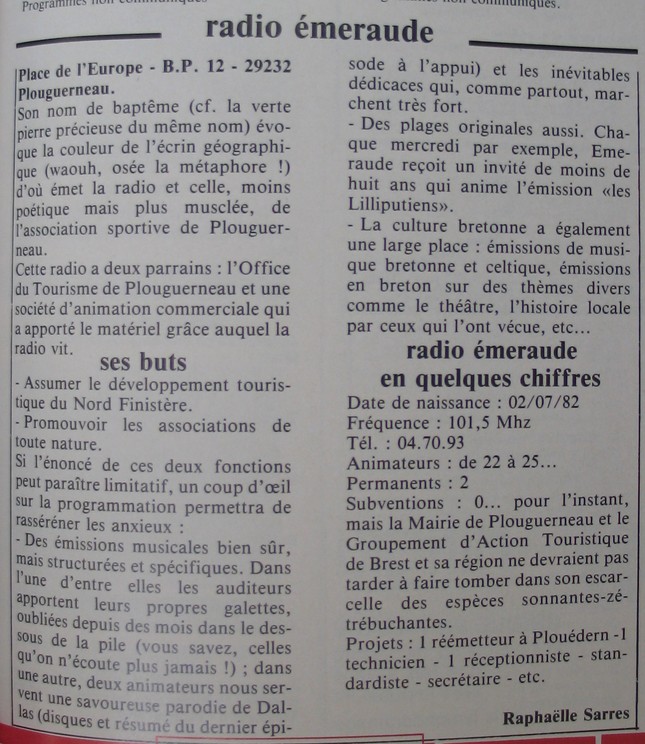 Programmes non communiqués
non communiqués.
radio émeraude
Place de l'Europe - B.P. 12 - 29232
Plouguerneau.
Son nom de baptême (cf. la verte
pierre précieuse du même nom) évo-
que la couleur de l'écrin géographi-
que (waouh, osée la métaphore !)
d'où émet la radio et celle, moins
poétique mais plus musclée, de
l'association sportive de Plouguer-
neau.
Cette radio a deux parrains : l'Office
du Tourisme de Plouguerneau et une
société d'animation commerciale qui
a apporté le matériel grâce auquel la
radio vit.
ses buts
- Assumer le développement touris-
tique du Nord Finistère.
- Promouvoir les associations de
toute nature.
Si l'énoncé de ces deux fonctions
peut paraître limitatif, un coup d'œil
sur la programmation permettra de
rasséréner les anxieux :
- Des émissions musicales bien sûr,
mais structurées et spécifiques. Dans
l'une d'entre elles les auditeurs
apportent leurs propres galettes,
oubliées depuis des mois dans le des-
sous de la pile (vous savez, celles
qu'on n'écoute plus jamais !) ; dans
une autre, deux animateurs nous ser-
vent une savoureuse parodie de Dal-
las (disques et résumé du dernier épi-
sode à l'appui) et les inévitables
dédicaces qui, comme partout, mar-
chent très fort.
- Des plages originales aussi. Cha-
que mercredi par exemple, Eme-
raude reçoit un invité de moins de
huit ans qui anime l'émission «les
Lilliputiens».
- La culture bretonne a également
une large place : émissions de musi-
que bretonne et celtique, émissions
en breton sur des thèmes divers
comme le théâtre, l'histoire locale
par ceux qui l'ont vécue, etc...
radio émeraude
en quelques chiffres
Date de naissance : 02/07/82
Fréquence : 101,5 Mhz
Tél. : 04.70.93
Animateurs : de 22 à 25...
Permanents : 2
Subventions : 0... pour l'instant,
mais la Mairie de Plouguerneau et le
Groupement d'Action Touristique
de Brest et sa région ne devraient pas
tarder à faire tomber dans son escar-
celle des espèces sonnantes-zé-
trébuchantes.
Projets : 1 réémetteur à Plouédern -1
technicien - 1 réceptionniste - stan-
dardiste - secrétaire - etc.
Raphaëlle Sarres